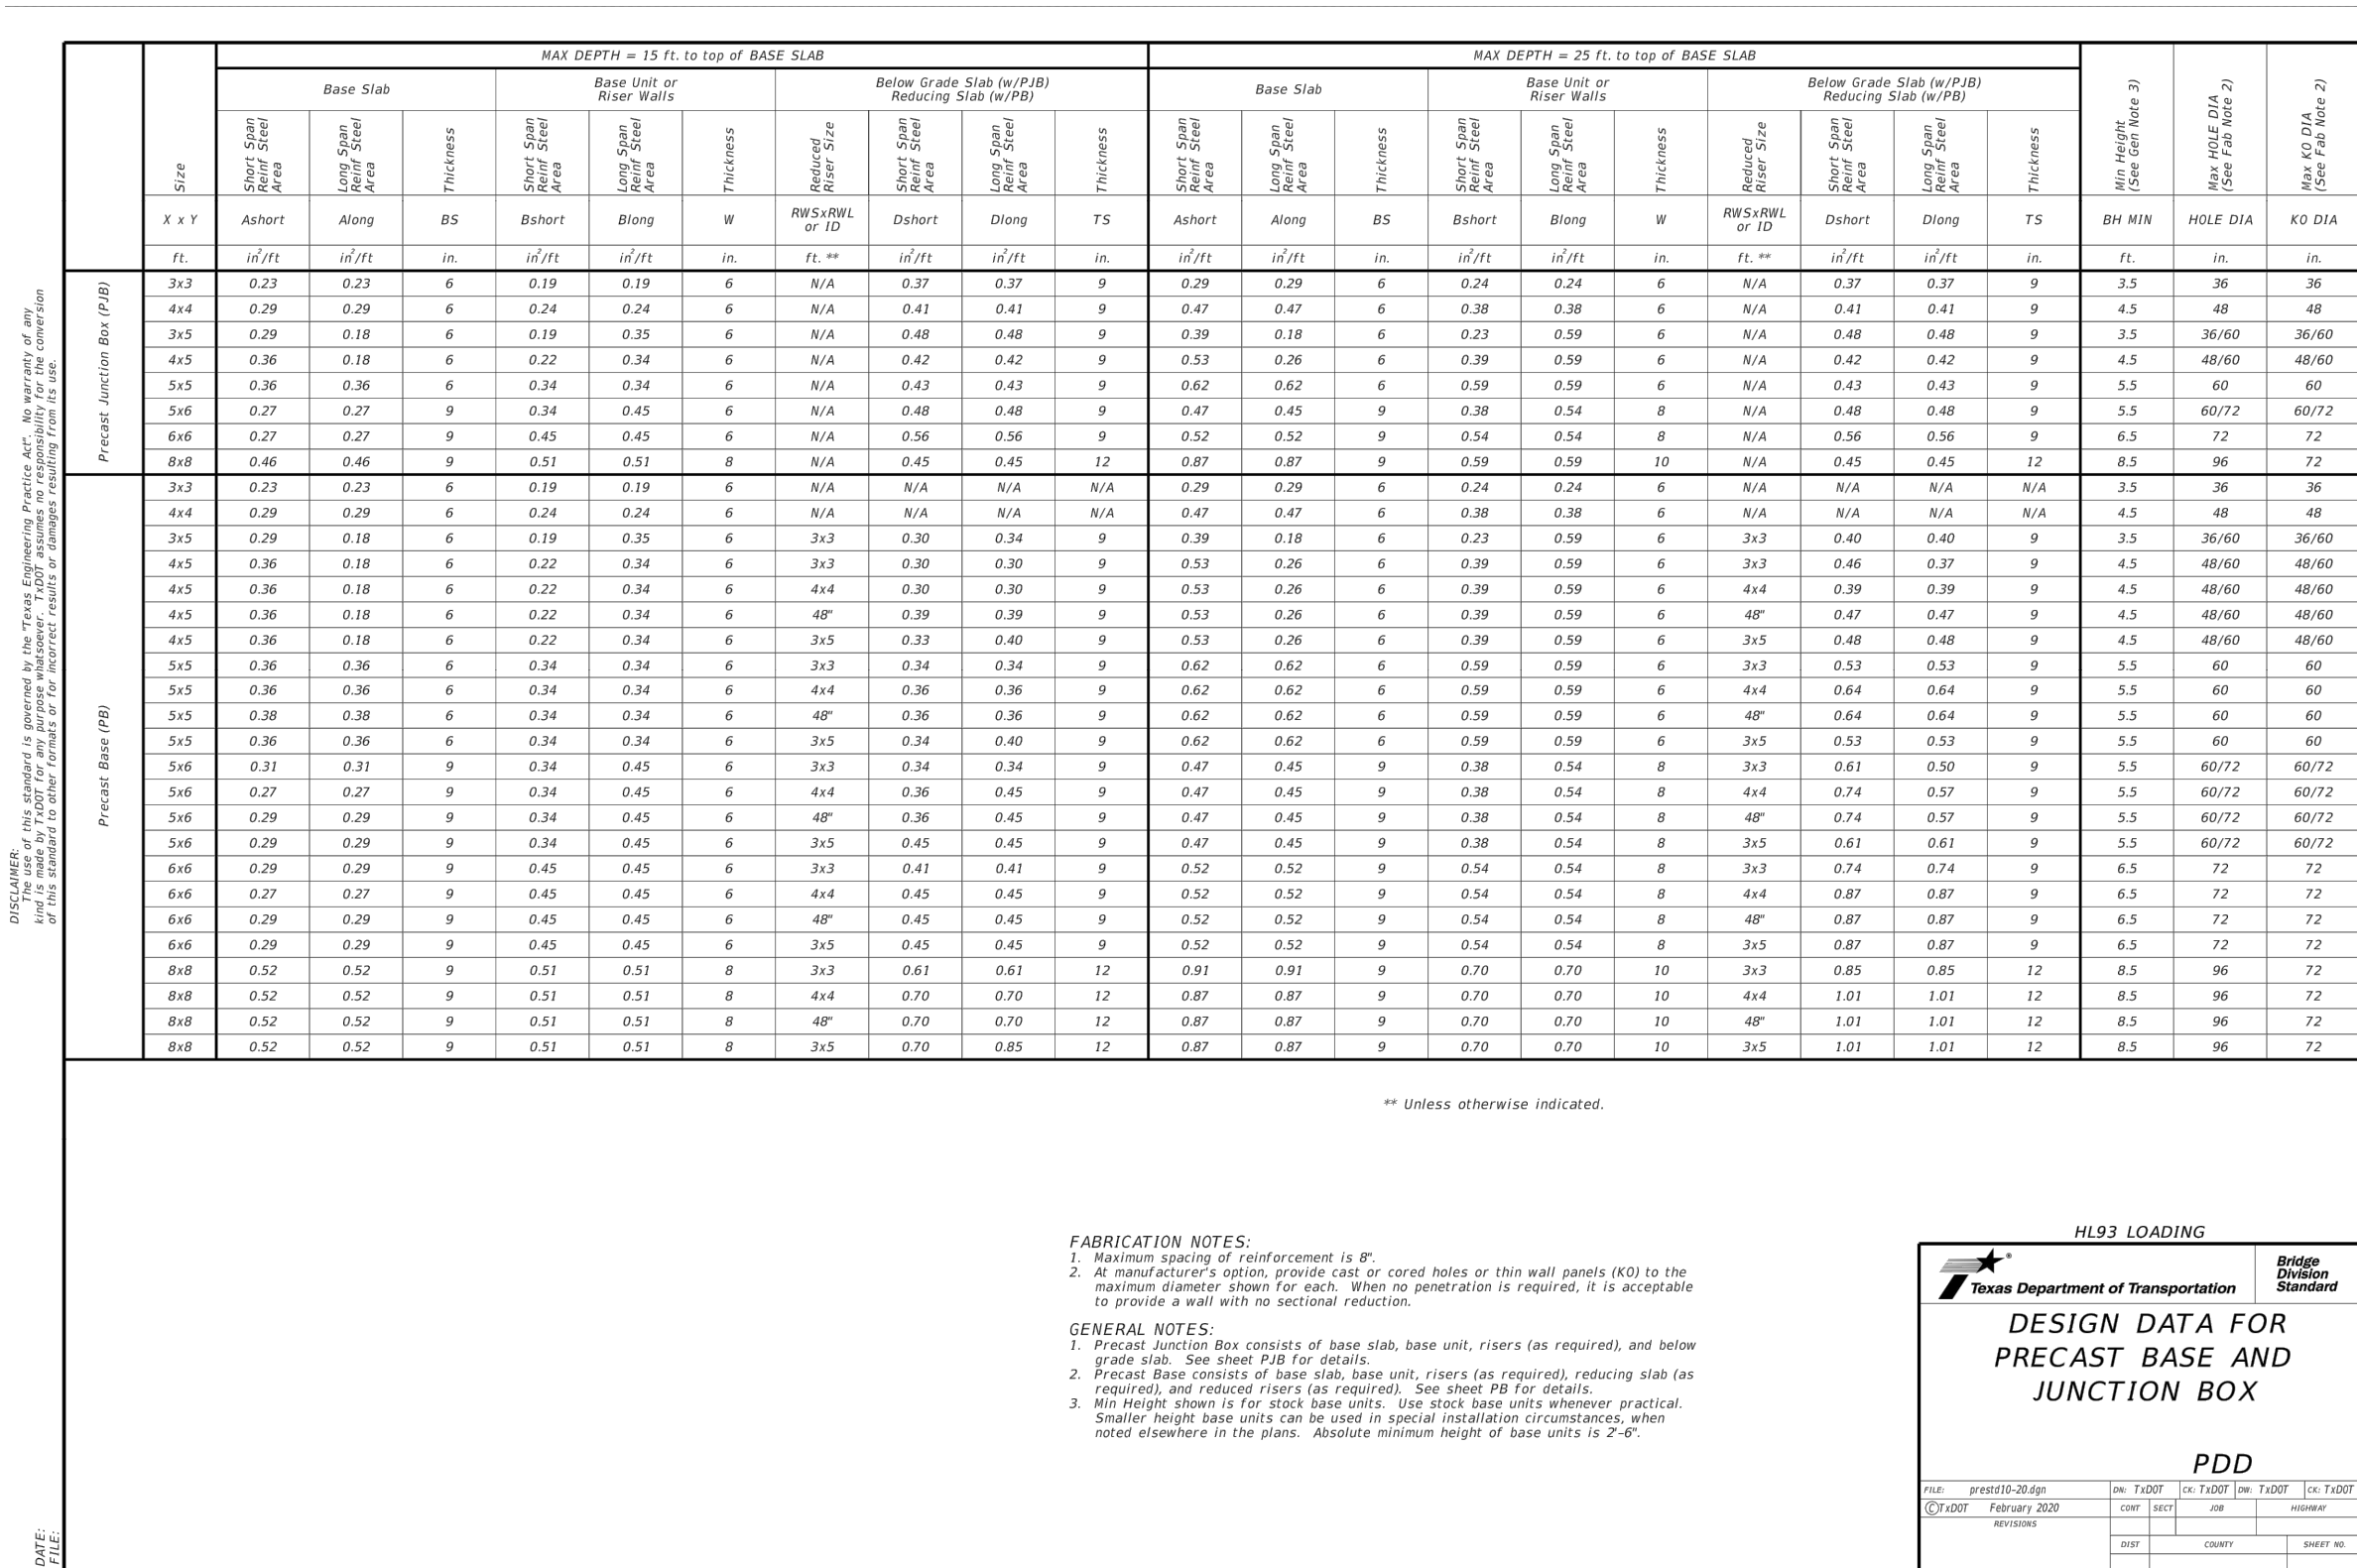 DISCLAIMER:
The use of this standard is governed by the "Texas Engineering Practice Act". No warranty of any
kind is made by TxDOT for any purpose whatsoever. TxDOT assumes no responsibility for the conversion
of this standard to other formats or for incorrect results or damages resulting from its use.
DATE:
FILE:
MAX DEPTH = 15 ft. to top of BASE SLAB MAX DEPTH = 25 ft. to top of BASE SLAB
Base Slab Base Unit or Riser Walls Below Grade Slab (w/PJB) Reducing Slab (w/PB) Base Slab Base Unit or Riser Walls Below Grade Slab (w/PJB) Reducing Slab (w/PB)
Size Short Span Reinf Steel Area Long Span Reinf Steel Area Thickness Short Span Reinf Steel Area Long Span Reinf Steel Area Thickness Reduced Riser Size Short Span Reinf Steel Area Long Span Reinf Steel Area Thickness Short Span Reinf Steel Area Long Span Reinf Steel Area Thickness Short Span Reinf Steel Area Long Span Reinf Steel Area Thickness Reduced Riser Size Short Span Reinf Steel Area Long Span Reinf Steel Area Thickness Min Height (See Gen Note 3) Max HOLE DIA (See Fab Note 2) Max KO DIA (See Fab Note 2)
X x Y Ashort Along BS Bshort Blong W RWSxRWL or ID Dshort Dlong TS Ashort Along BS Bshort Blong W RWSxRWL or ID Dshort Dlong TS BH MIN HOLE DIA KO DIA
ft. in²/ft in²/ft in. in²/ft in²/ft in. ft. ** in²/ft in²/ft in. in²/ft in²/ft in. in²/ft in²/ft in. ft. ** in²/ft in²/ft in. ft. in. in.
Precast Junction Box (PJB)
3x3 0.23 0.23 6 0.19 0.19 6 N/A 0.37 0.37 9 0.29 0.29 6 0.24 0.24 6 N/A 0.37 0.37 9 3.5 36 36
4x4 0.29 0.29 6 0.24 0.24 6 N/A 0.41 0.41 9 0.47 0.47 6 0.38 0.38 6 N/A 0.41 0.41 9 4.5 48 48
3x5 0.29 0.18 6 0.19 0.35 6 N/A 0.48 0.48 9 0.39 0.18 6 0.23 0.59 6 N/A 0.48 0.48 9 3.5 36/60 36/60
4x5 0.36 0.18 6 0.22 0.34 6 N/A 0.42 0.42 9 0.53 0.26 6 0.39 0.59 6 N/A 0.42 0.42 9 4.5 48/60 48/60
5x5 0.36 0.36 6 0.34 0.34 6 N/A 0.43 0.43 9 0.62 0.62 6 0.59 0.59 6 N/A 0.43 0.43 9 5.5 60 60
5x6 0.27 0.27 9 0.34 0.45 6 N/A 0.48 0.48 9 0.47 0.45 9 0.38 0.54 8 N/A 0.48 0.48 9 5.5 60/72 60/72
6x6 0.27 0.27 9 0.45 0.45 6 N/A 0.56 0.56 9 0.52 0.52 9 0.54 0.54 8 N/A 0.56 0.56 9 6.5 72 72
8x8 0.46 0.46 9 0.51 0.51 8 N/A 0.45 0.45 12 0.87 0.87 9 0.59 0.59 10 N/A 0.45 0.45 12 8.5 96 72
Precast Base (PB)
3x3 0.23 0.23 6 0.19 0.19 6 N/A N/A N/A N/A 0.29 0.29 6 0.24 0.24 6 N/A N/A N/A N/A 3.5 36 36
4x4 0.29 0.29 6 0.24 0.24 6 N/A N/A N/A N/A 0.47 0.47 6 0.38 0.38 6 N/A N/A N/A N/A 4.5 48 48
3x5 0.29 0.18 6 0.19 0.35 6 3x3 0.30 0.34 9 0.39 0.18 6 0.23 0.59 6 3x3 0.40 0.40 9 3.5 36/60 36/60
4x5 0.36 0.18 6 0.22 0.34 6 3x3 0.30 0.30 9 0.53 0.26 6 0.39 0.59 6 3x3 0.46 0.37 9 4.5 48/60 48/60
4x5 0.36 0.18 6 0.22 0.34 6 4x4 0.30 0.30 9 0.53 0.26 6 0.39 0.59 6 4x4 0.39 0.39 9 4.5 48/60 48/60
4x5 0.36 0.18 6 0.22 0.34 6 48" 0.39 0.39 9 0.53 0.26 6 0.39 0.59 6 48" 0.47 0.47 9 4.5 48/60 48/60
4x5 0.36 0.18 6 0.22 0.34 6 3x5 0.33 0.40 9 0.53 0.26 6 0.39 0.59 6 3x5 0.48 0.48 9 4.5 48/60 48/60
5x5 0.36 0.36 6 0.34 0.34 6 3x3 0.34 0.34 9 0.62 0.62 6 0.59 0.59 6 3x3 0.53 0.53 9 5.5 60 60
5x5 0.36 0.36 6 0.34 0.34 6 4x4 0.36 0.36 9 0.62 0.62 6 0.59 0.59 6 4x4 0.64 0.64 9 5.5 60 60
5x5 0.38 0.38 6 0.34 0.34 6 48" 0.36 0.36 9 0.62 0.62 6 0.59 0.59 6 48" 0.64 0.64 9 5.5 60 60
5x5 0.36 0.36 6 0.34 0.34 6 3x5 0.34 0.40 9 0.62 0.62 6 0.59 0.59 6 3x5 0.53 0.53 9 5.5 60 60
5x6 0.31 0.31 9 0.34 0.45 6 3x3 0.34 0.34 9 0.47 0.45 9 0.38 0.54 8 3x3 0.61 0.50 9 5.5 60/72 60/72
5x6 0.27 0.27 9 0.34 0.45 6 4x4 0.36 0.45 9 0.47 0.45 9 0.38 0.54 8 4x4 0.74 0.57 9 5.5 60/72 60/72
5x6 0.29 0.29 9 0.34 0.45 6 48" 0.36 0.45 9 0.47 0.45 9 0.38 0.54 8 48" 0.74 0.57 9 5.5 60/72 60/72
5x6 0.29 0.29 9 0.34 0.45 6 3x5 0.45 0.45 9 0.47 0.45 9 0.38 0.54 8 3x5 0.61 0.61 9 5.5 60/72 60/72
6x6 0.29 0.29 9 0.45 0.45 6 3x3 0.41 0.41 9 0.52 0.52 9 0.54 0.54 8 3x3 0.74 0.74 9 6.5 72 72
6x6 0.27 0.27 9 0.45 0.45 6 4x4 0.45 0.45 9 0.52 0.52 9 0.54 0.54 8 4x4 0.87 0.87 9 6.5 72 72
6x6 0.29 0.29 9 0.45 0.45 6 48" 0.45 0.45 9 0.52 0.52 9 0.54 0.54 8 48" 0.87 0.87 9 6.5 72 72
6x6 0.29 0.29 9 0.45 0.45 6 3x5 0.45 0.45 9 0.52 0.52 9 0.54 0.54 8 3x5 0.87 0.87 9 6.5 72 72
8x8 0.52 0.52 9 0.51 0.51 8 3x3 0.61 0.61 12 0.91 0.91 9 0.70 0.70 10 3x3 0.85 0.85 12 8.5 96 72
8x8 0.52 0.52 9 0.51 0.51 8 4x4 0.70 0.70 12 0.87 0.87 9 0.70 0.70 10 4x4 1.01 1.01 12 8.5 96 72
8x8 0.52 0.52 9 0.51 0.51 8 48" 0.70 0.70 12 0.87 0.87 9 0.70 0.70 10 48" 1.01 1.01 12 8.5 96 72
8x8 0.52 0.52 9 0.51 0.51 8 3x5 0.70 0.85 12 0.87 0.87 9 0.70 0.70 10 3x5 1.01 1.01 12 8.5 96 72
** Unless otherwise indicated.
FABRICATION NOTES:
1. Maximum spacing of reinforcement is 8".
2. At manufacturer's option, provide cast or cored holes or thin wall panels (KO) to the
maximum diameter shown for each. When no penetration is required, it is acceptable
to provide a wall with no sectional reduction.
GENERAL NOTES:
1. Precast Junction Box consists of base slab, base unit, risers (as required), and below
grade slab. See sheet PJB for details.
2. Precast Base consists of base slab, base unit, risers (as required), reducing slab (as
required), and reduced risers (as required). See sheet PB for details.
3. Min Height shown is for stock base units. Use stock base units whenever practical.
Smaller height base units can be used in special installation circumstances, when
noted elsewhere in the plans. Absolute minimum height of base units is 2'-6".
HL93 LOADING
® Texas Department of Transportation
Bridge
Division
Standard
DESIGN DATA FOR
PRECAST BASE AND
JUNCTION BOX
PDD
FILE: prestd10-20.dgn DN: TxDOT CK: TxDOT DW: TxDOT CK: TxDOT
©TxDOT February 2020 CONT SECT JOB HIGHWAY
REVISIONS
DIST COUNTY SHEET NO.